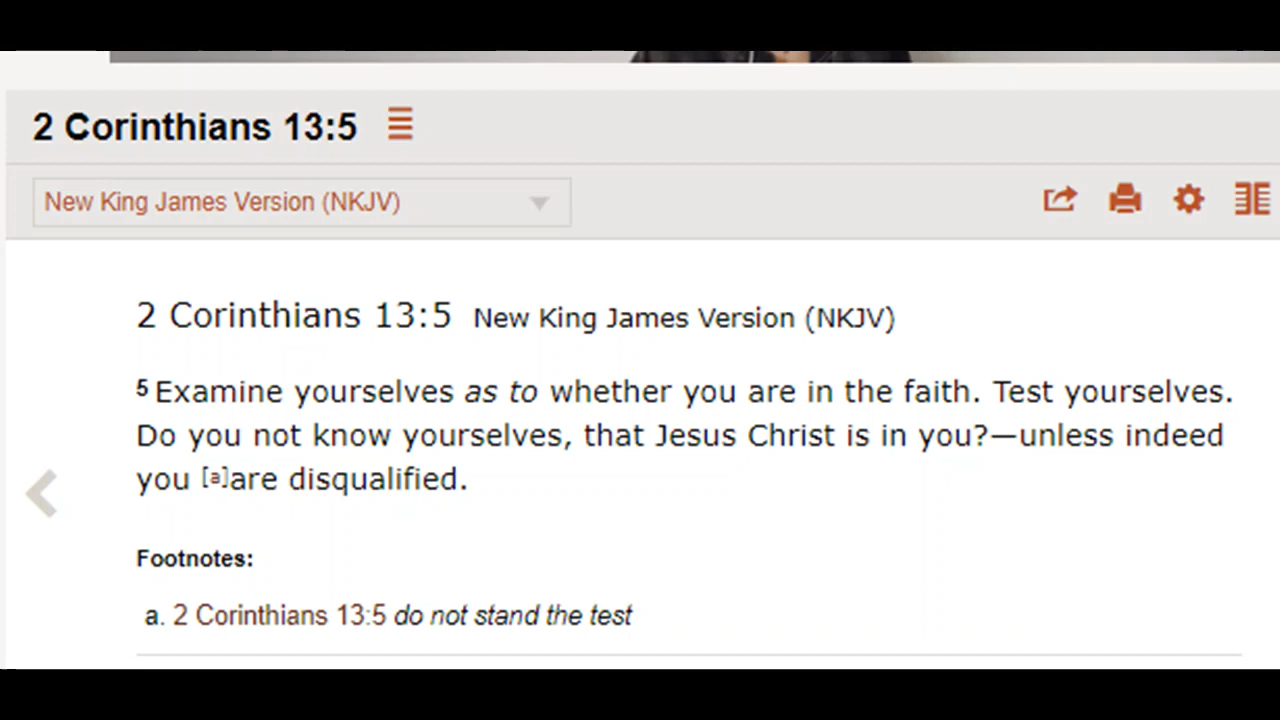 2 Corinthians 13:5
New King James Version (NKJV)
2 Corinthians 13:5 New King James Version (NKJV)
5 Examine yourselves as to whether you are in the faith. Test yourselves.
Do you not know yourselves, that Jesus Christ is in you?—unless indeed
you [a]are disqualified.
Footnotes:
a. 2 Corinthians 13:5 do not stand the test